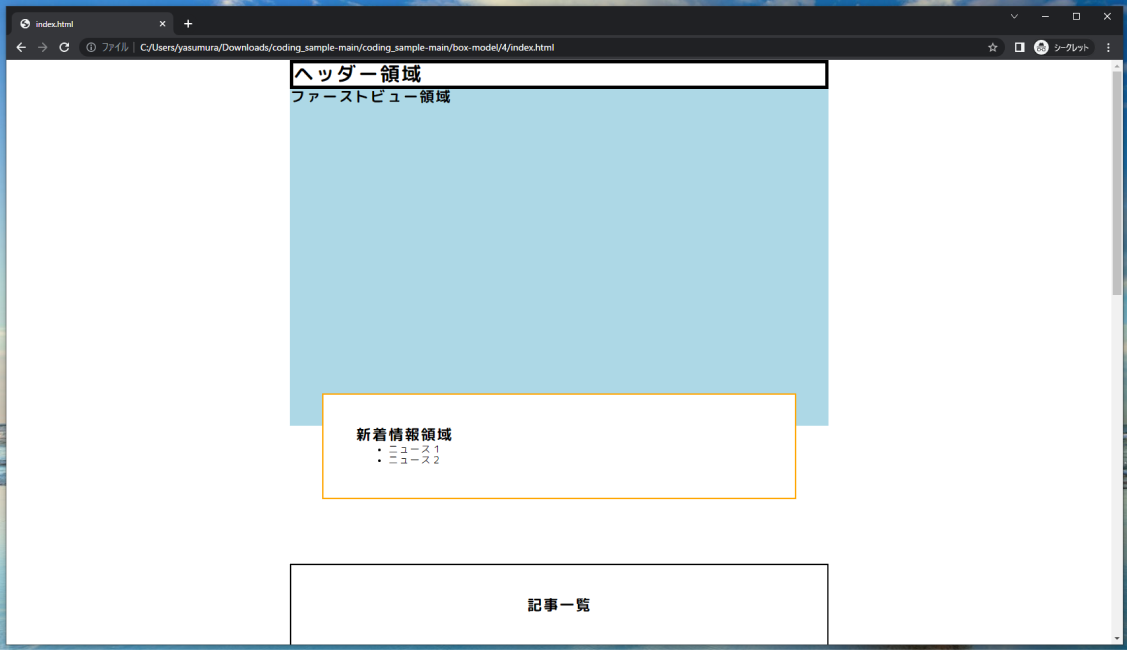 index.html
ファイル C:/Users/yasumura/Downloads/coding_sample-main/coding_sample-main/box-model/4/index.html シークレット
ヘッダー領域
ファーストビュー領域
新着情報領域
ニュース1
ニュース2
記事一覧